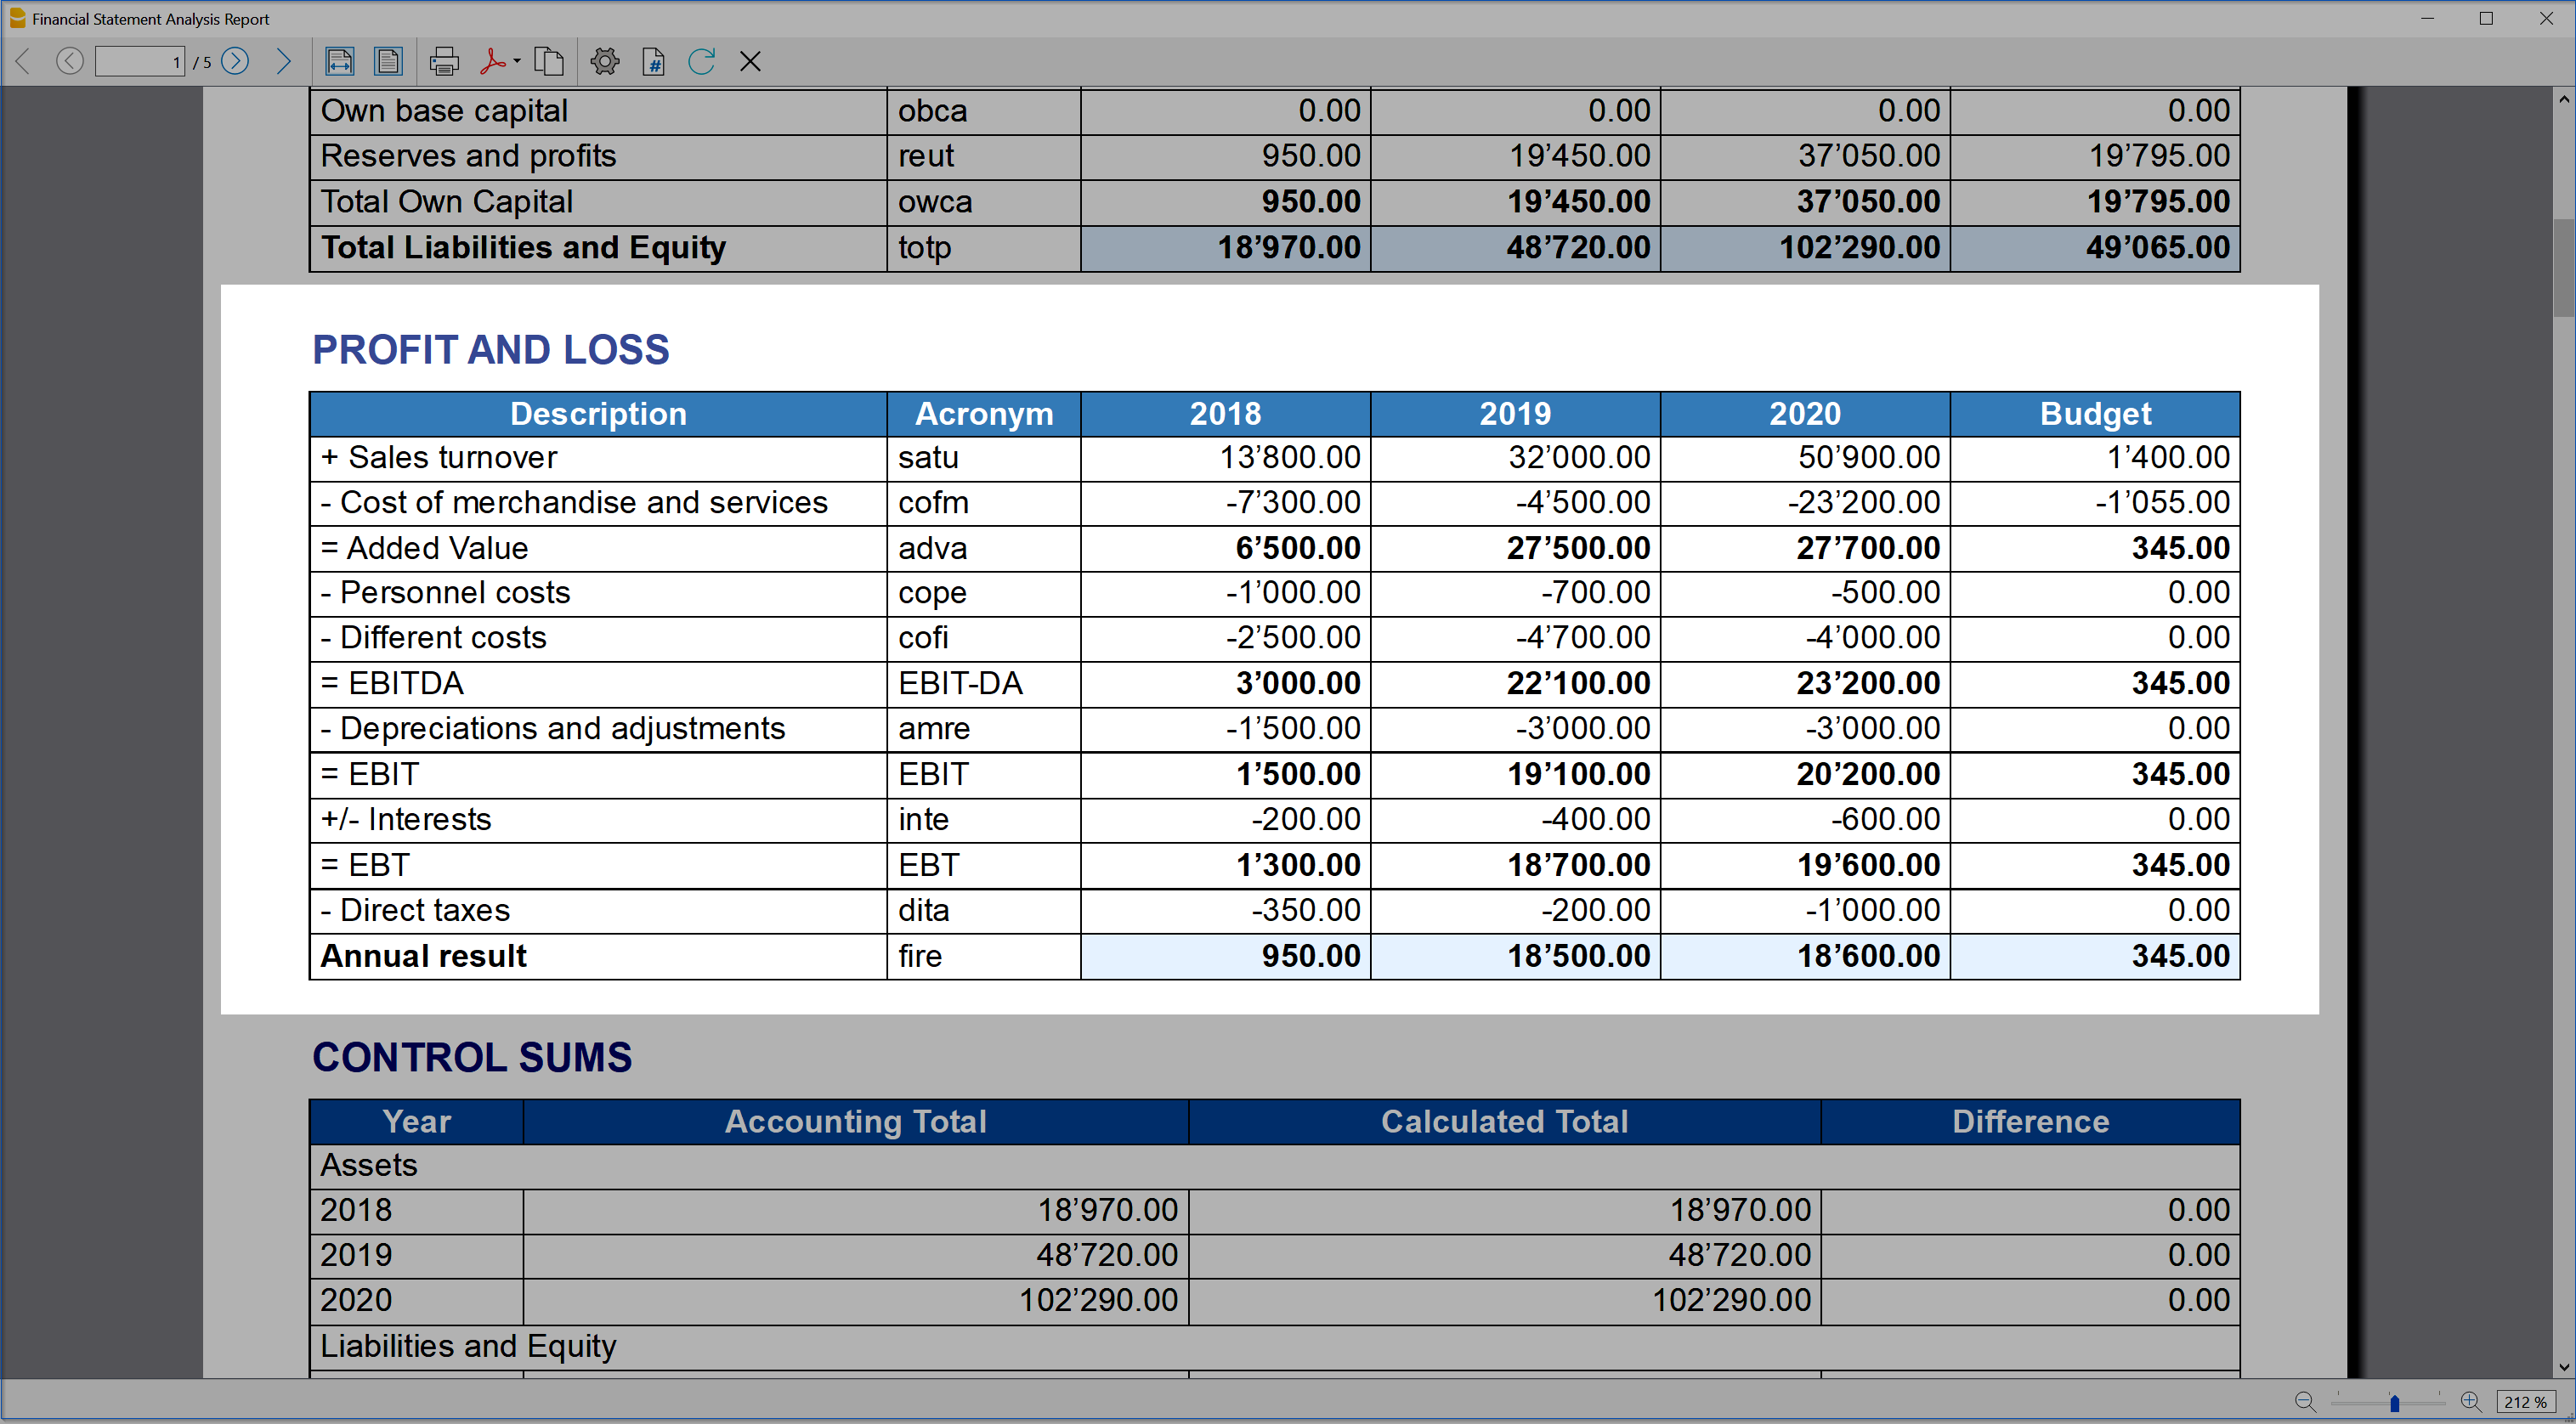 Financial Statement Analysis Report
1 / 5
Own base capital obca 0.00 0.00 0.00 0.00
Reserves and profits reut 950.00 19’450.00 37’050.00 19’795.00
Total Own Capital owca 950.00 19’450.00 37’050.00 19’795.00
Total Liabilities and Equity totp 18’970.00 48’720.00 102’290.00 49’065.00
PROFIT AND LOSS
Description Acronym 2018 2019 2020 Budget
+ Sales turnover satu 13’800.00 32’000.00 50’900.00 1’400.00
- Cost of merchandise and services cofm -7’300.00 -4’500.00 -23’200.00 -1’055.00
= Added Value adva 6’500.00 27’500.00 27’700.00 345.00
- Personnel costs cope -1’000.00 -700.00 -500.00 0.00
- Different costs cofi -2’500.00 -4’700.00 -4’000.00 0.00
= EBITDA EBIT-DA 3’000.00 22’100.00 23’200.00 345.00
- Depreciations and adjustments amre -1’500.00 -3’000.00 -3’000.00 0.00
= EBIT EBIT 1’500.00 19’100.00 20’200.00 345.00
+/- Interests inte -200.00 -400.00 -600.00 0.00
= EBT EBT 1’300.00 18’700.00 19’600.00 345.00
- Direct taxes dita -350.00 -200.00 -1’000.00 0.00
Annual result fire 950.00 18’500.00 18’600.00 345.00
CONTROL SUMS
Year Accounting Total Calculated Total Difference
Assets
2018 18’970.00 18’970.00 0.00
2019 48’720.00 48’720.00 0.00
2020 102’290.00 102’290.00 0.00
Liabilities and Equity
212 %